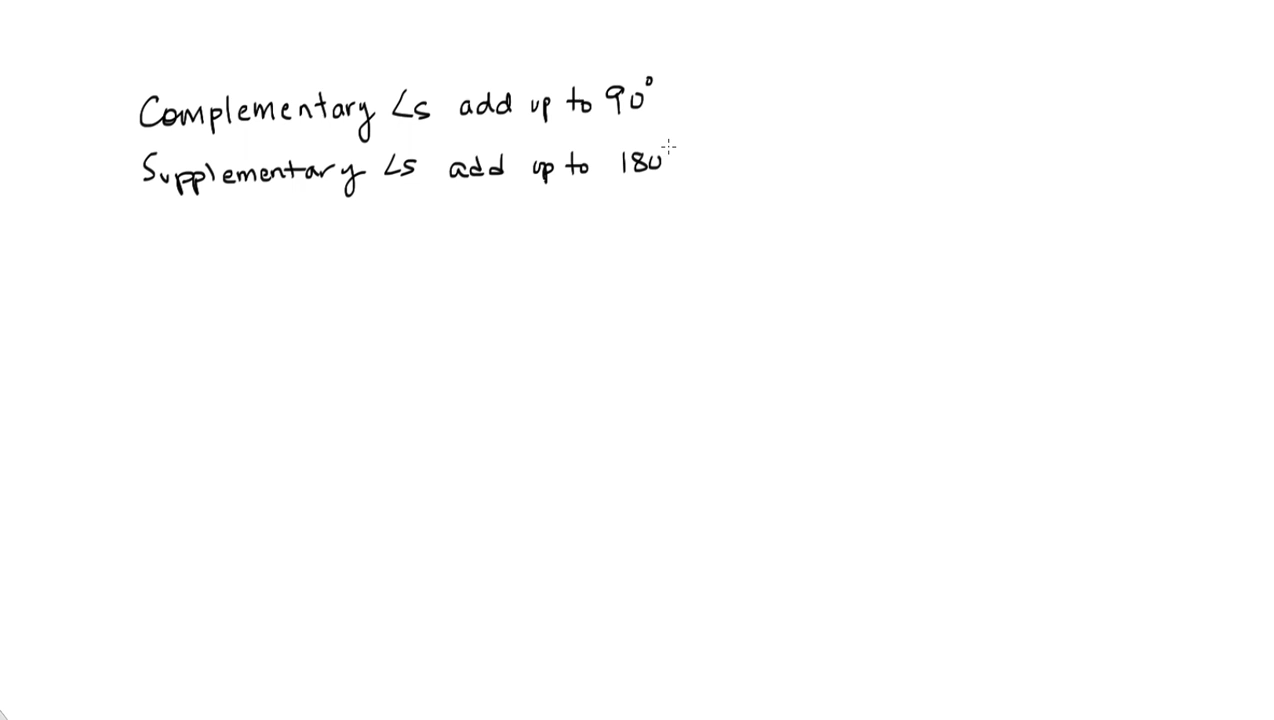 Complementary ∠s add up to 90°
Supplementary ∠s add up to 180